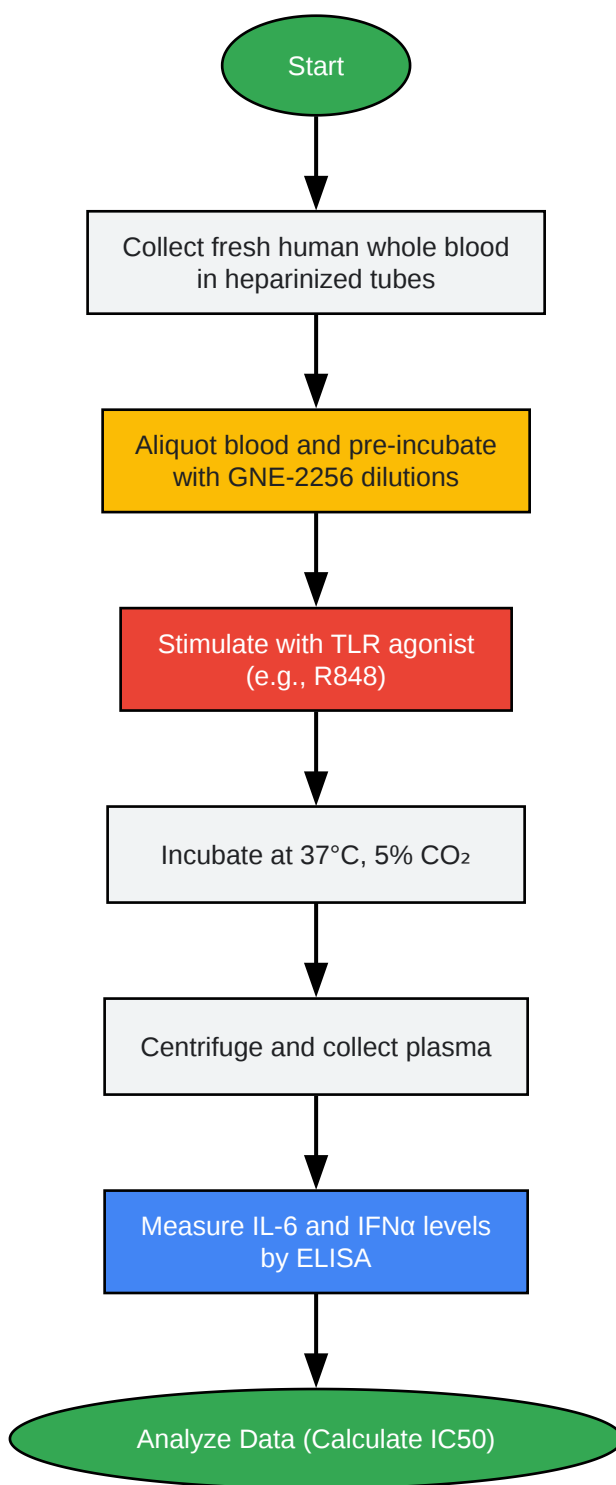 Start
Collect fresh human whole blood
in heparinized tubes
Aliquot blood and pre-incubate
with GNE-2256 dilutions
Stimulate with TLR agonist
(e.g., R848)
Incubate at 37°C, 5% CO₂
Centrifuge and collect plasma
Measure IL-6 and IFNα levels
by ELISA
Analyze Data (Calculate IC50)